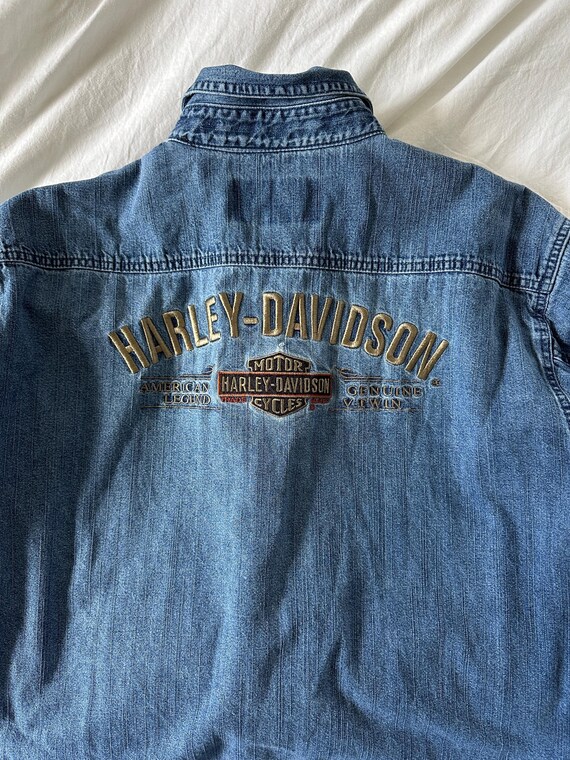 HARLEY-DAVIDSON
MOTOR
AMERICAN HARLEY-DAVIDSON GENUINE
LEGEND CYCLES V-TWIN